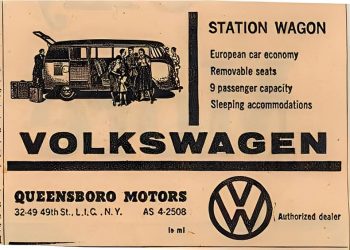 STATION WAGON
European car economy
Removable seats
9 passenger capacity
Sleeping accommodations
VOLKSWAGEN
QUEENSBORO MOTORS
32-49 49th St., L.I.C., N.Y. AS 4-2508
VW
Authorized dealer